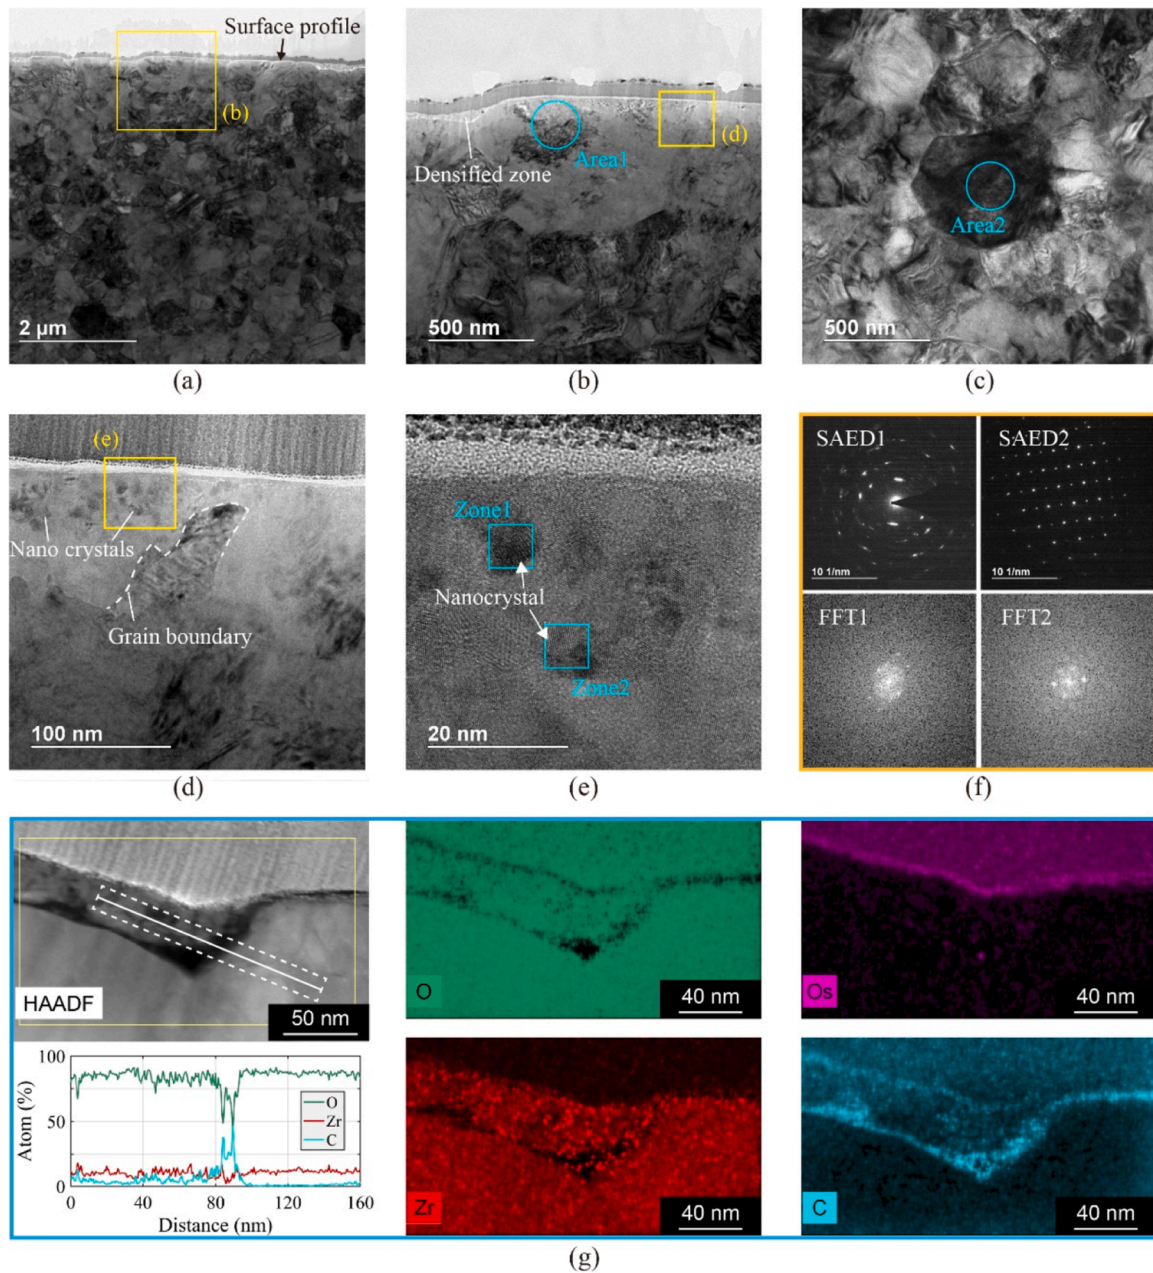 Surface profile
(b)
2 μm
(a)
Area1
(d)
Densified zone
500 nm
(b)
Area2
500 nm
(c)
(e)
Nano crystals
Grain boundary
100 nm
(d)
Zone1
Nanocrystal
Zone2
20 nm
(e)
SAED1
SAED2
10 1/nm
10 1/nm
FFT1
FFT2
(f)
HAADF
50 nm
O
40 nm
Os
40 nm
100
50
0
Atom (%)
O
Zr
C
0 40 80 120 160
Distance (nm)
Zr
40 nm
C
40 nm
(g)